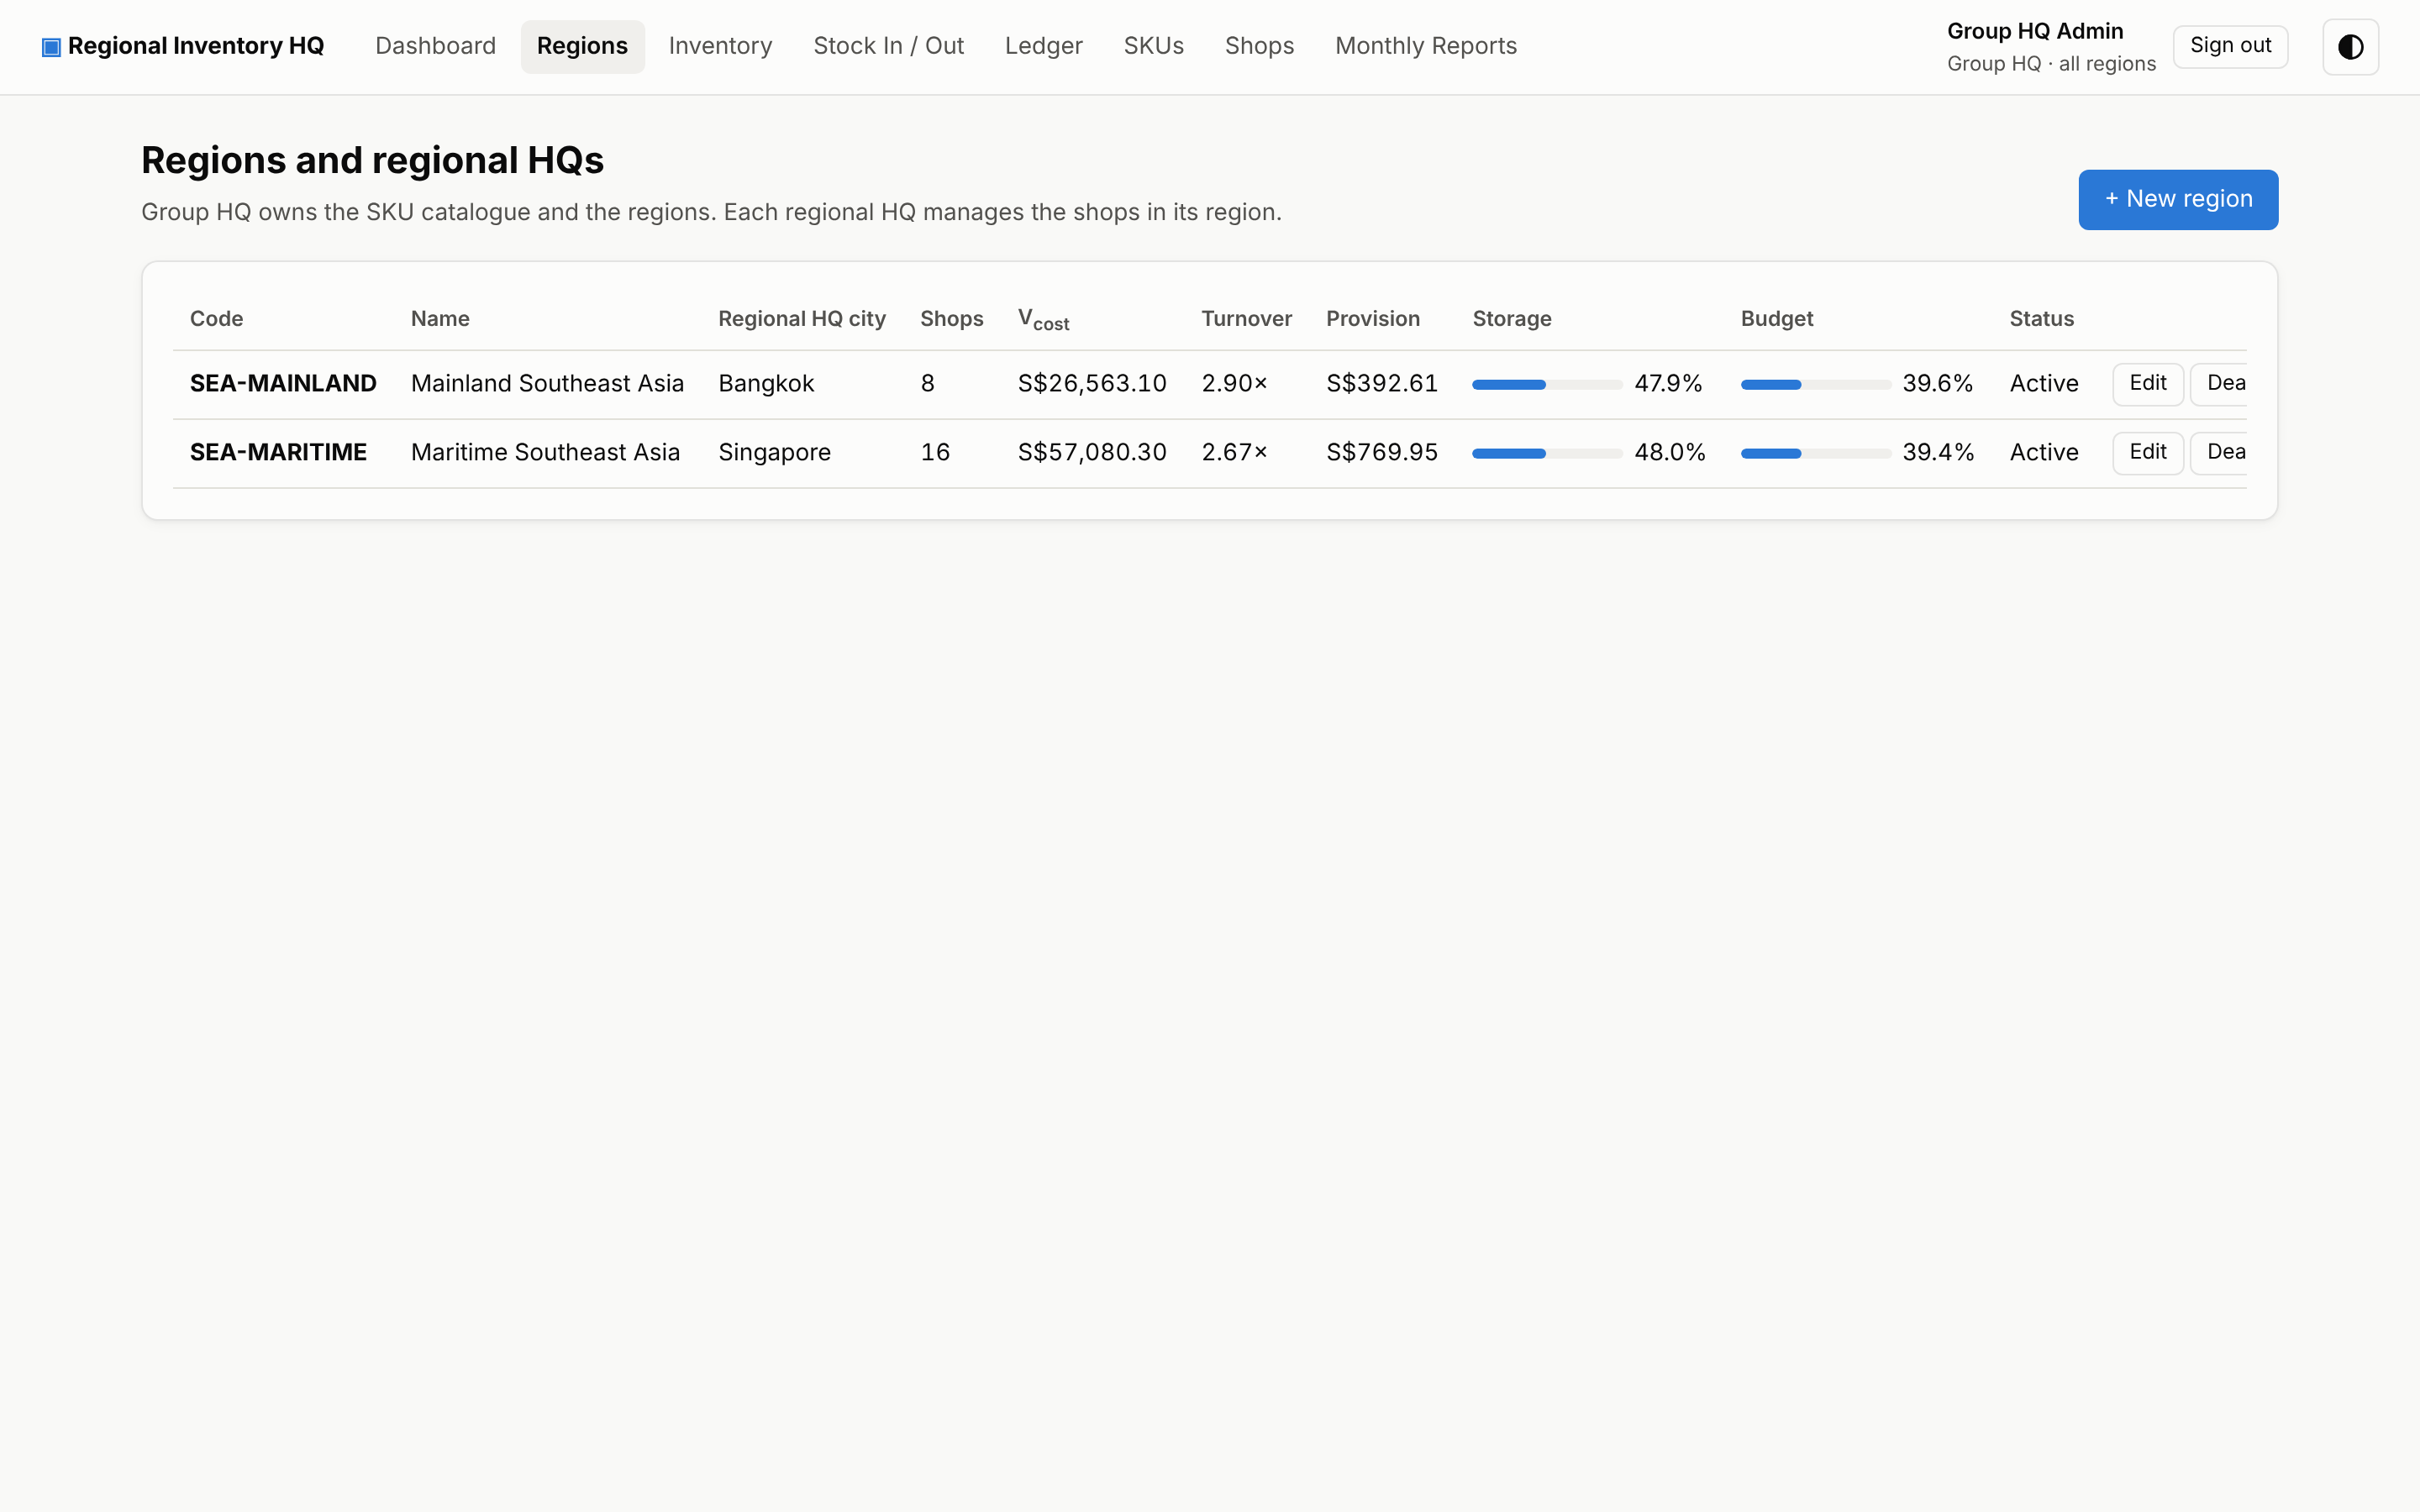 Regional Inventory HQ Dashboard Regions Inventory Stock In / Out Ledger SKUs Shops Monthly Reports
Group HQ Admin
Group HQ · all regions
Sign out
Regions and regional HQs
Group HQ owns the SKU catalogue and the regions. Each regional HQ manages the shops in its region.
+ New region
Code Name Regional HQ city Shops Vcost Turnover Provision Storage Budget Status
SEA-MAINLAND Mainland Southeast Asia Bangkok 8 S$26,563.10 2.90× S$392.61 47.9% 39.6% Active Edit Dea
SEA-MARITIME Maritime Southeast Asia Singapore 16 S$57,080.30 2.67× S$769.95 48.0% 39.4% Active Edit Dea